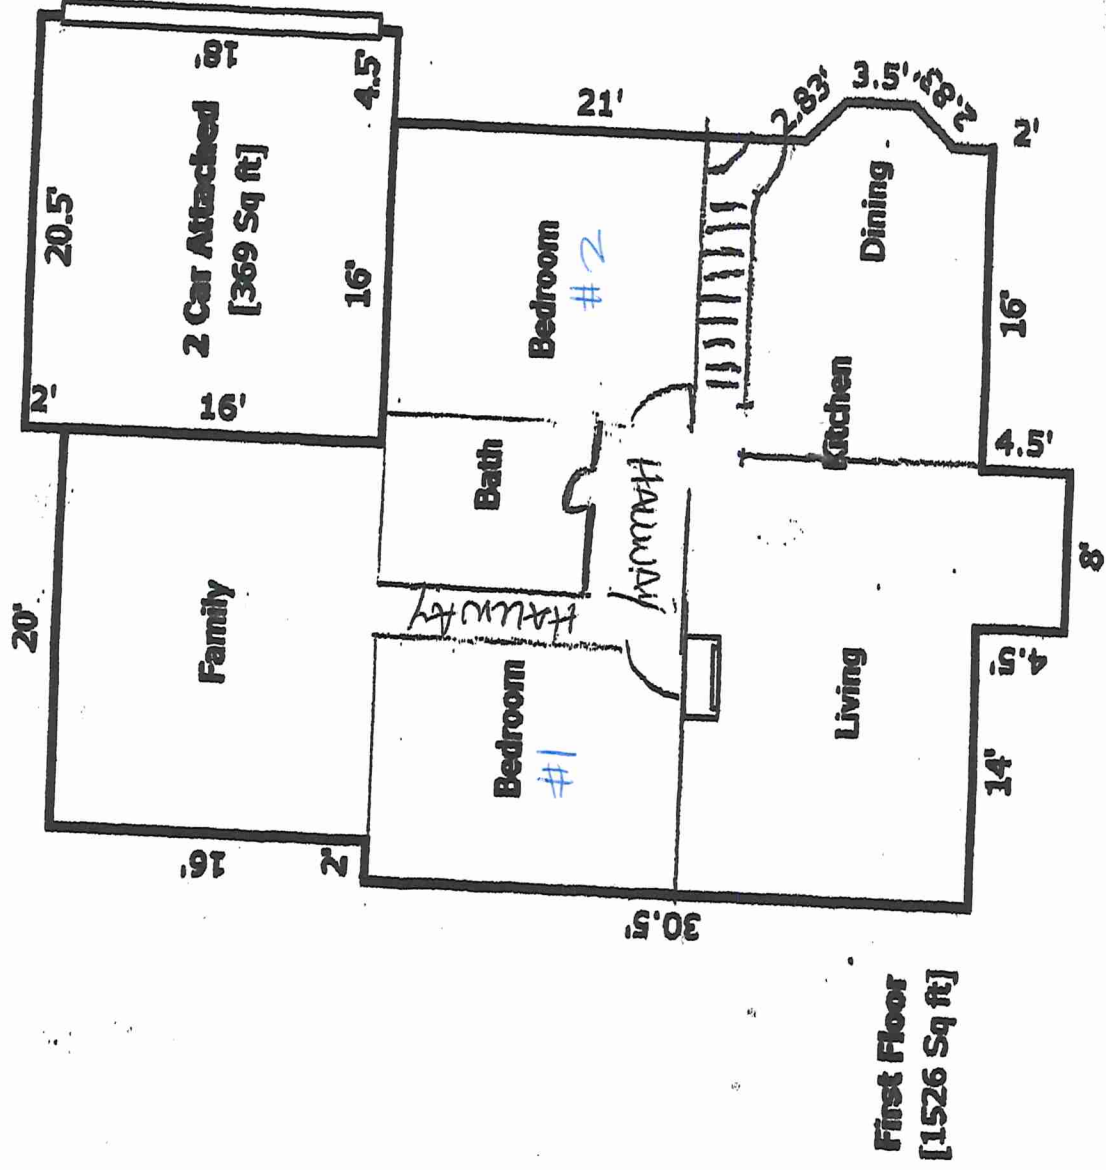 18'
4.5'
20.5'
2 Car Attached
[369 Sq ft]
16'
2'
16'
21'
2.83'
3.5'
2.83'
2'
Bedroom
#2
Dining
Bath
Kitchen
16'
4.5'
HALLWAY
HALLWAY
8'
20'
Family
Bedroom
#1
Living
4.5'
14'
16'
2'
30.5'
First Floor
[1526 Sq ft]